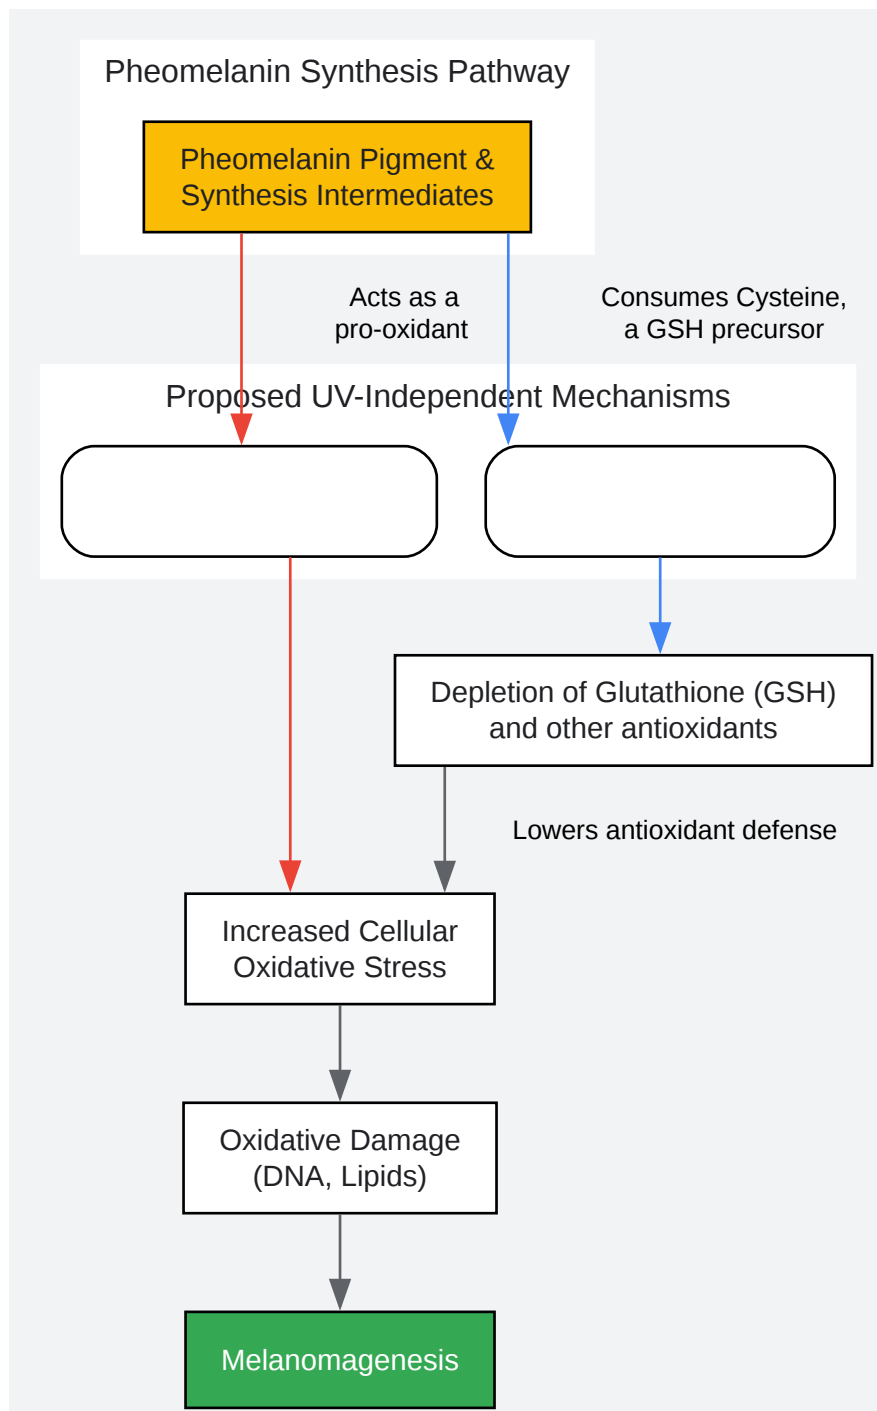 Pheomelanin Synthesis Pathway
Pheomelanin Pigment &
Synthesis Intermediates
Acts as a
pro-oxidant
Consumes Cysteine,
a GSH precursor
Proposed UV-Independent Mechanisms
Depletion of Glutathione (GSH)
and other antioxidants
Lowers antioxidant defense
Increased Cellular
Oxidative Stress
Oxidative Damage
(DNA, Lipids)
Melanomagenesis